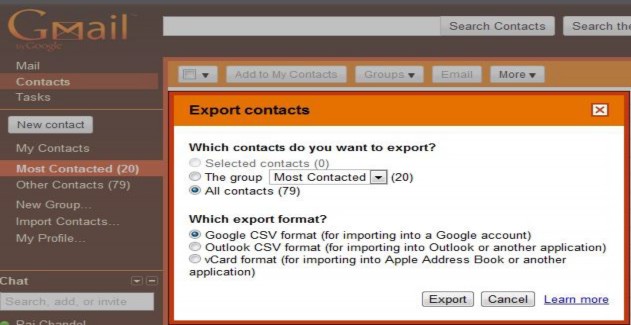 Gmail
by Google
Search Contacts
Search the
Mail
Contacts
Tasks
Add to My Contacts
Groups
Email
More
New contact
My Contacts
Most Contacted (20)
Other Contacts (79)
New Group...
Import Contacts...
My Profile...
Export contacts
Which contacts do you want to export?
Selected contacts (0)
The group Most Contacted (20)
All contacts (79)
Which export format?
Google CSV format (for importing into a Google account)
Outlook CSV format (for importing into Outlook or another application)
vCard format (for importing into Apple Address Book or another
application)
Export Cancel Learn more
Chat
Search, add, or invite
Raj Chandel